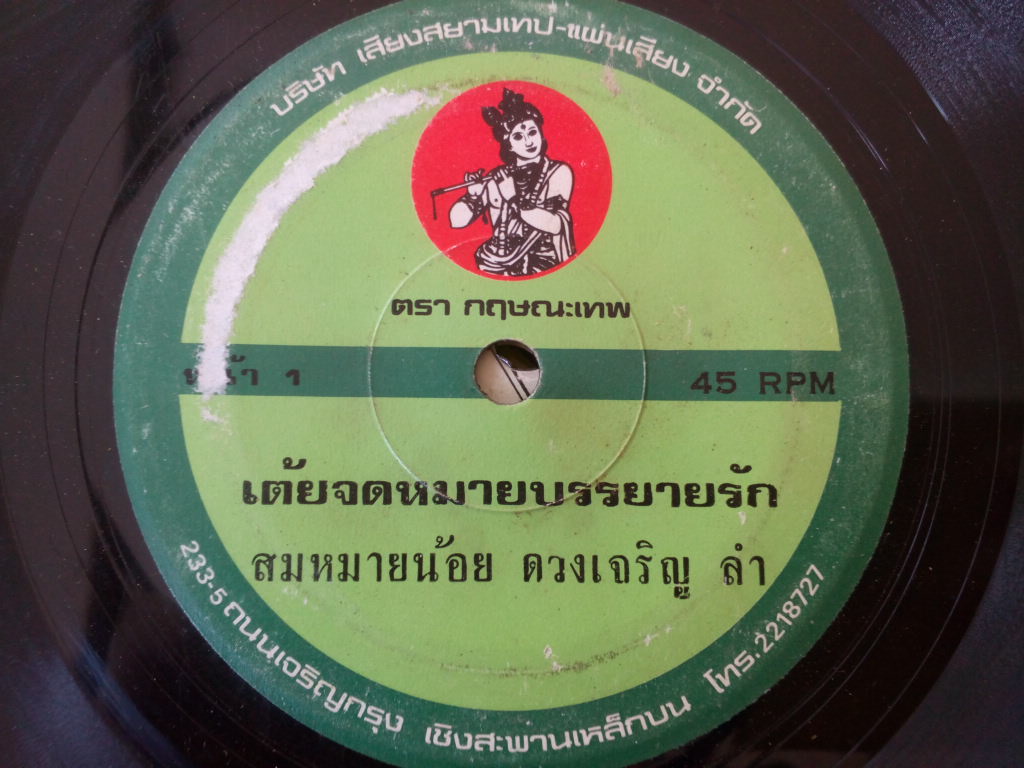 บริษัท เสียงสยามเทป-แผ่นเสียง จำกัด
ตรา กฤษณะเทพ
หน้า 1
45 RPM
เต้ยจดหมายบรรยายรัก
สมหมายน้อย ดวงเจริญ ลำ
233-5 ถนนเจริญกรุง เชิงสะพานเหล็กบน โทร.2218727